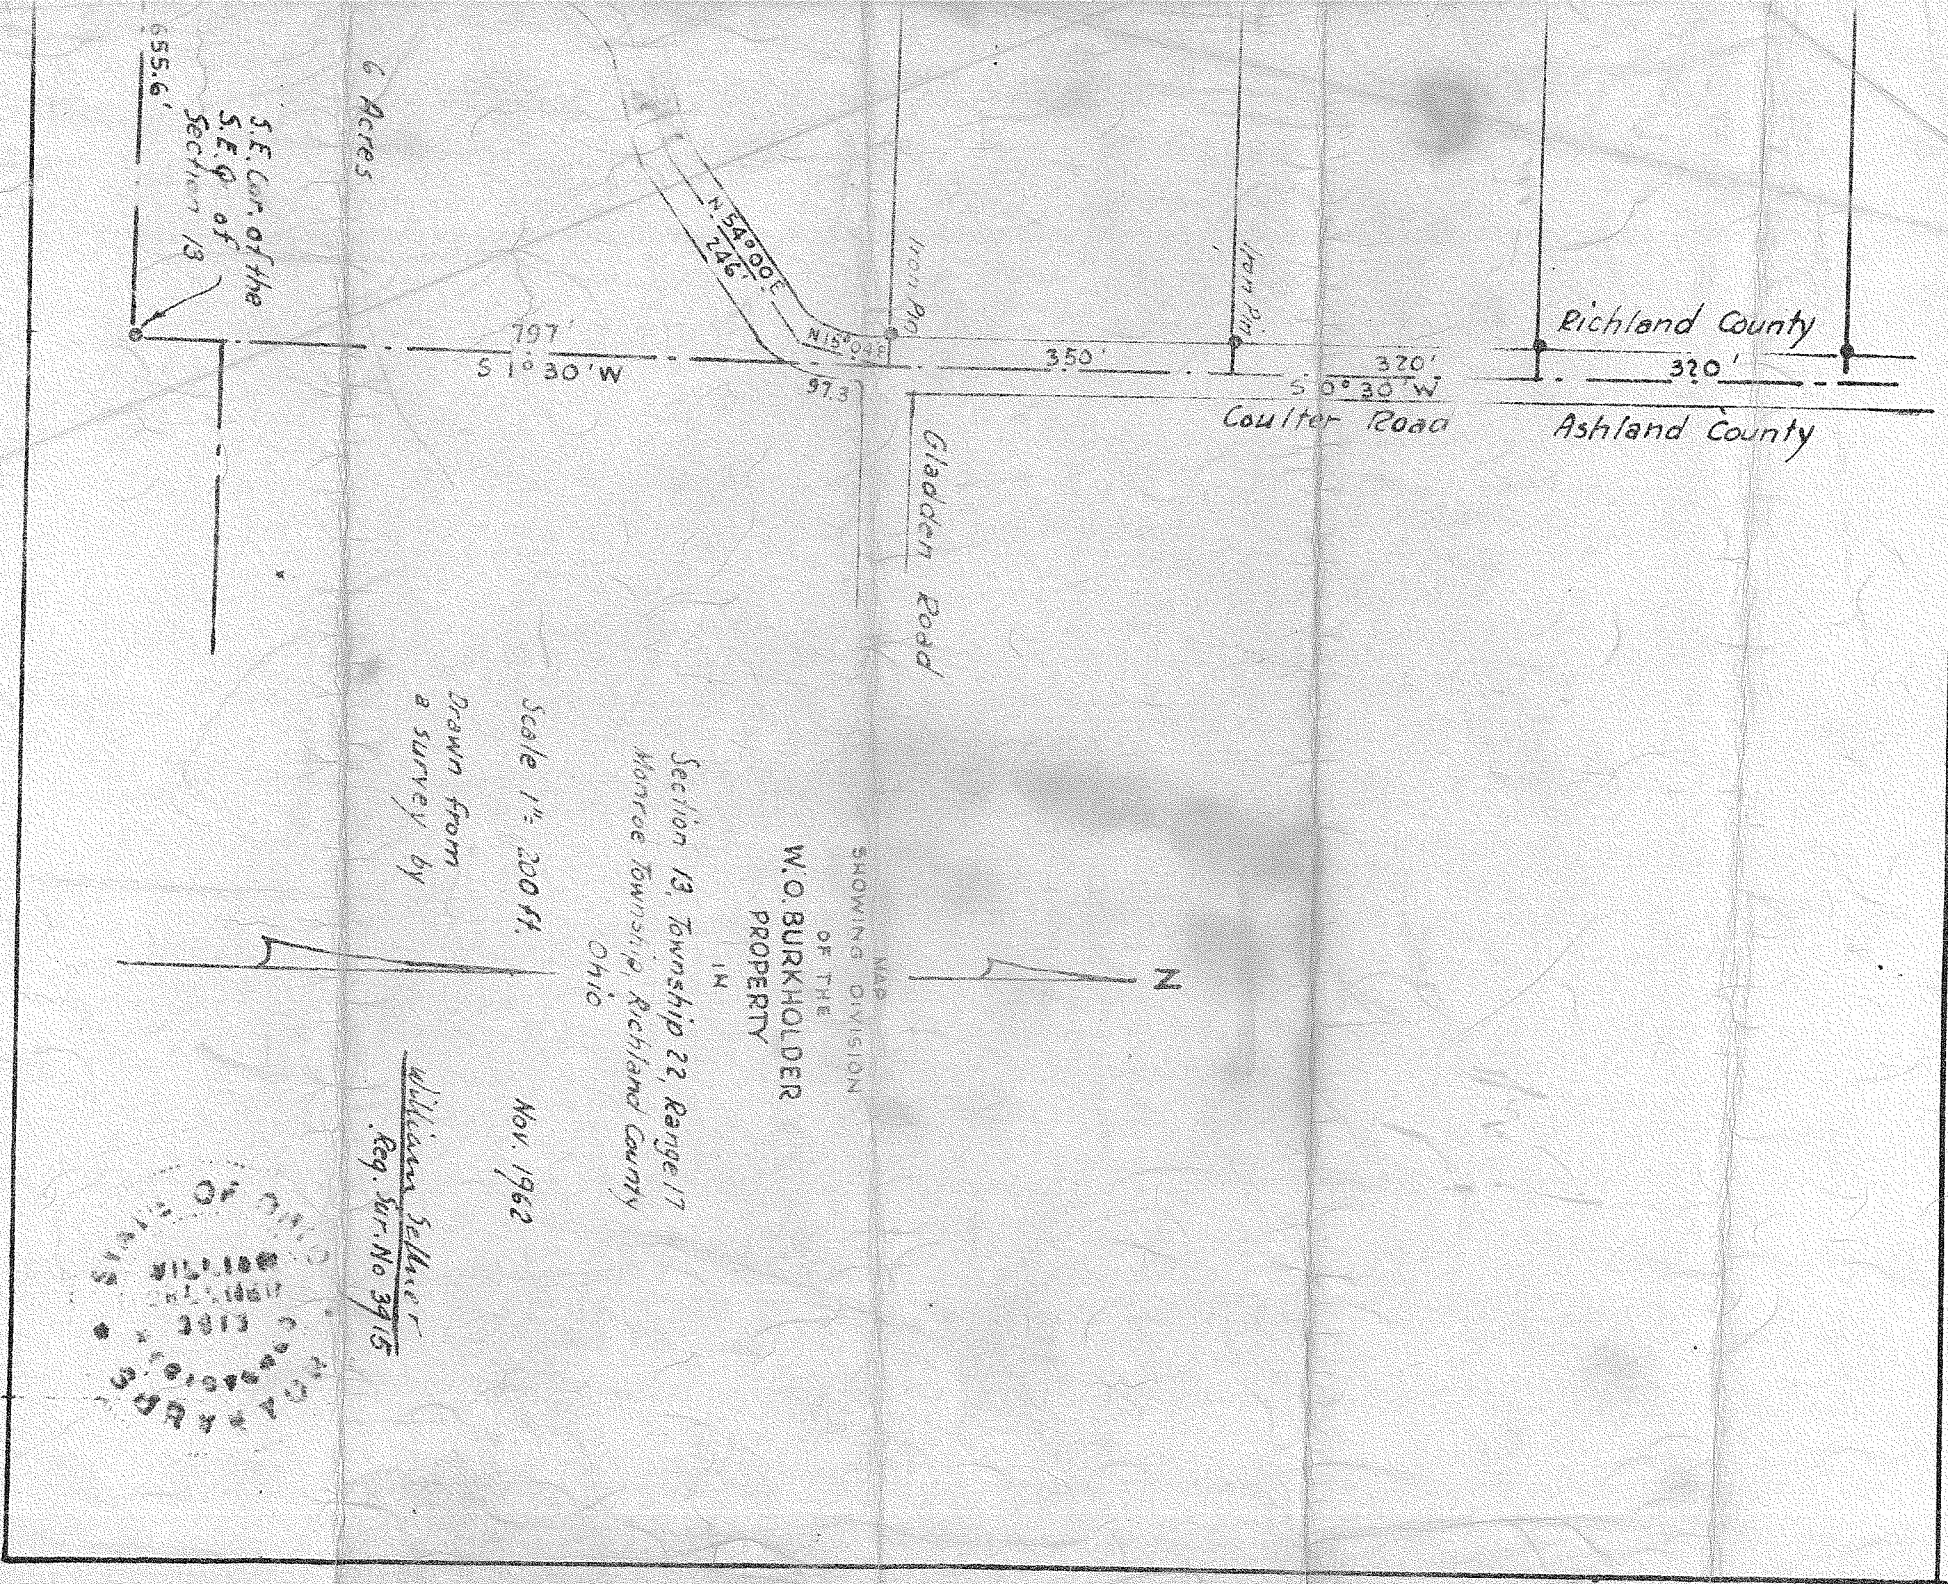 655.6'
S.E. Cor. of the
S.E.Q of
Section 13
6 Acres
N 54° 00' E
246'
N 15° 04 E
97.3
Iron Pin
Iron Pin
797'
S 1° 30' W
350'
320'
S 0° 30' W
320'
Richland County
Coulter Road
Ashland County
Gladden Road
N
MAP
SHOWING DIVISION
OF THE
W.O. BURKHOLDER
PROPERTY
IN
Section 13, Township 22, Range 17
Monroe Township, Richland County
Ohio
Scale 1"= 200 ft.
Nov. 1962
Drawn from
a survey by
William
Reg. Sur. No 3915
OF